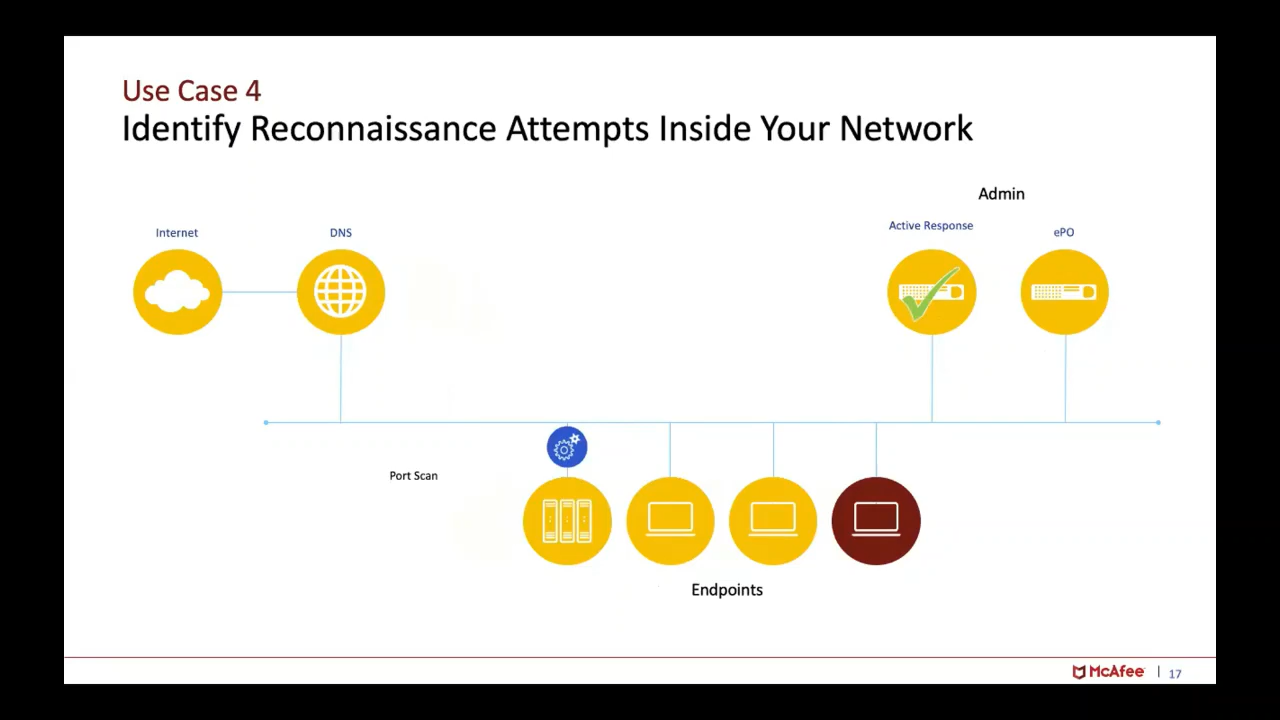 Use Case 4
Identify Reconnaissance Attempts Inside Your Network
Admin
Internet
DNS
Active Response
ePO
Port Scan
Endpoints
McAfee
17